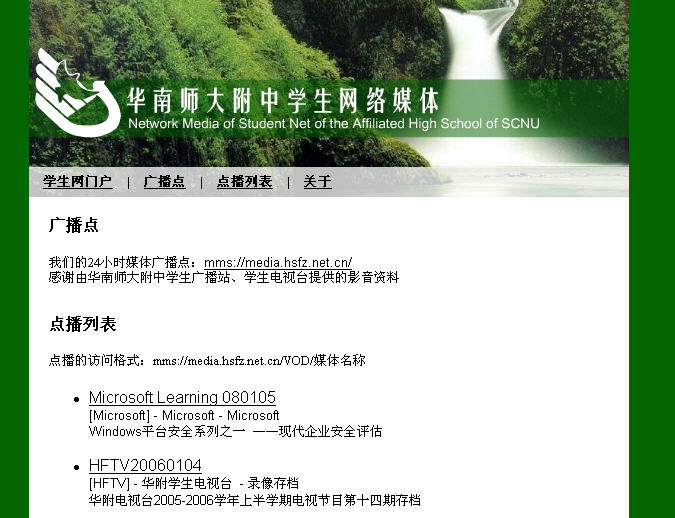 华南师大附中学生网络媒体
Network Media of Student Net of the Affiliated High School of SCNU
学生网门户 | 广播点 | 点播列表 | 关于
广播点
我们的24小时媒体广播点：mms://media.hsfz.net.cn/
感谢由华南师大附中学生广播站、学生电视台提供的影音资料
点播列表
点播的访问格式：mms://media.hsfz.net.cn/VOD/媒体名称
Microsoft Learning 080105
[Microsoft] - Microsoft - Microsoft
Windows平台安全系列之一 ——现代企业安全评估
HFTV20060104
[HFTV] - 华附学生电视台 - 录像存档
华附电视台2005-2006学年上半学期电视节目第十四期存档